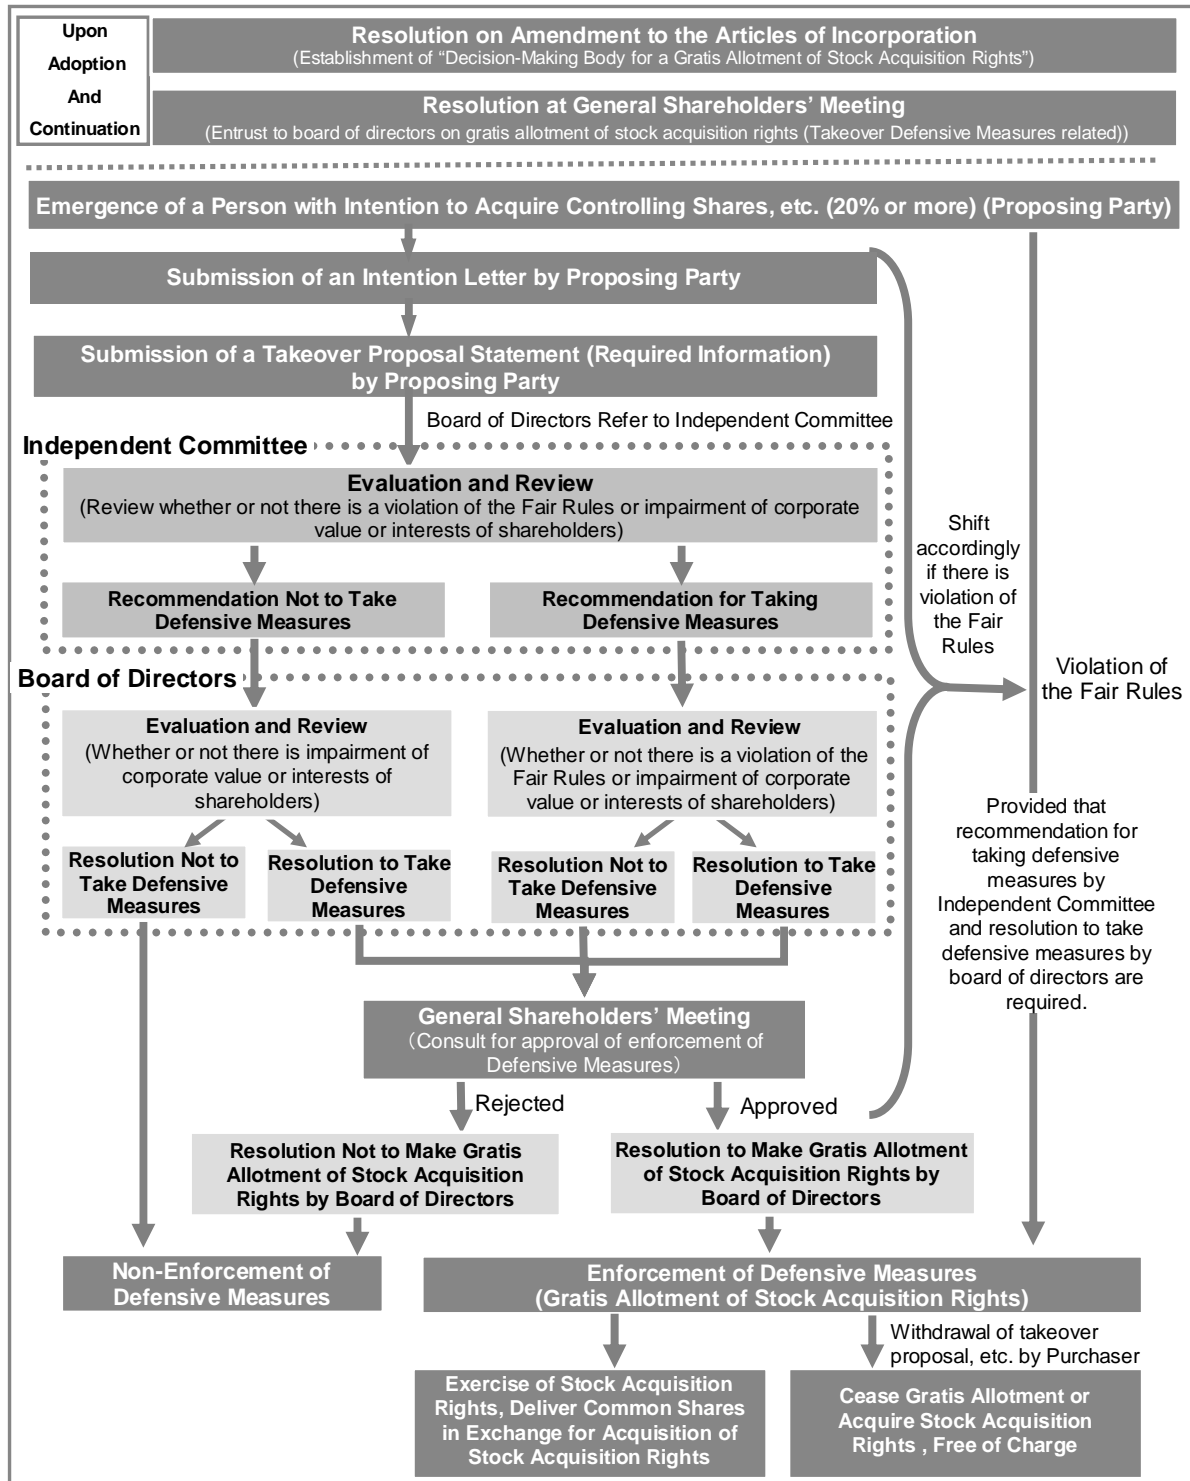 Upon
Adoption
And
Continuation
Resolution on Amendment to the Articles of Incorporation
(Establishment of “Decision-Making Body for a Gratis Allotment of Stock Acquisition Rights”)
Resolution at General Shareholders’ Meeting
(Entrust to board of directors on gratis allotment of stock acquisition rights (Takeover Defensive Measures related))
Emergence of a Person with Intention to Acquire Controlling Shares, etc. (20% or more) (Proposing Party)
Submission of an Intention Letter by Proposing Party
Submission of a Takeover Proposal Statement (Required Information)
by Proposing Party
Board of Directors Refer to Independent Committee
Independent Committee
Evaluation and Review
(Review whether or not there is a violation of the Fair Rules or impairment of corporate
value or interests of shareholders)
Recommendation Not to Take
Defensive Measures
Recommendation for Taking
Defensive Measures
Shift
accordingly
if there is
violation of
the Fair
Rules
Violation of
the Fair Rules
Board of Directors
Evaluation and Review
(Whether or not there is impairment of
corporate value or interests of
shareholders)
Evaluation and Review
(Whether or not there is a violation of the
Fair Rules or impairment of corporate
value or interests of shareholders)
Resolution Not to
Take Defensive
Measures
Resolution to Take
Defensive
Measures
Resolution Not to
Take Defensive
Measures
Resolution to Take
Defensive
Measures
Provided that
recommendation for
taking defensive
measures by
Independent Committee
and resolution to take
defensive measures by
board of directors are
required.
General Shareholders’ Meeting
（Consult for approval of enforcement of
Defensive Measures）
Rejected
Approved
Resolution Not to Make Gratis
Allotment of Stock Acquisition
Rights by Board of Directors
Resolution to Make Gratis Allotment
of Stock Acquisition Rights by
Board of Directors
Non-Enforcement of
Defensive Measures
Enforcement of Defensive Measures
(Gratis Allotment of Stock Acquisition Rights)
Withdrawal of takeover
proposal, etc. by Purchaser
Exercise of Stock Acquisition
Rights, Deliver Common Shares
in Exchange for Acquisition of
Stock Acquisition Rights
Cease Gratis Allotment or
Acquire Stock Acquisition
Rights , Free of Charge